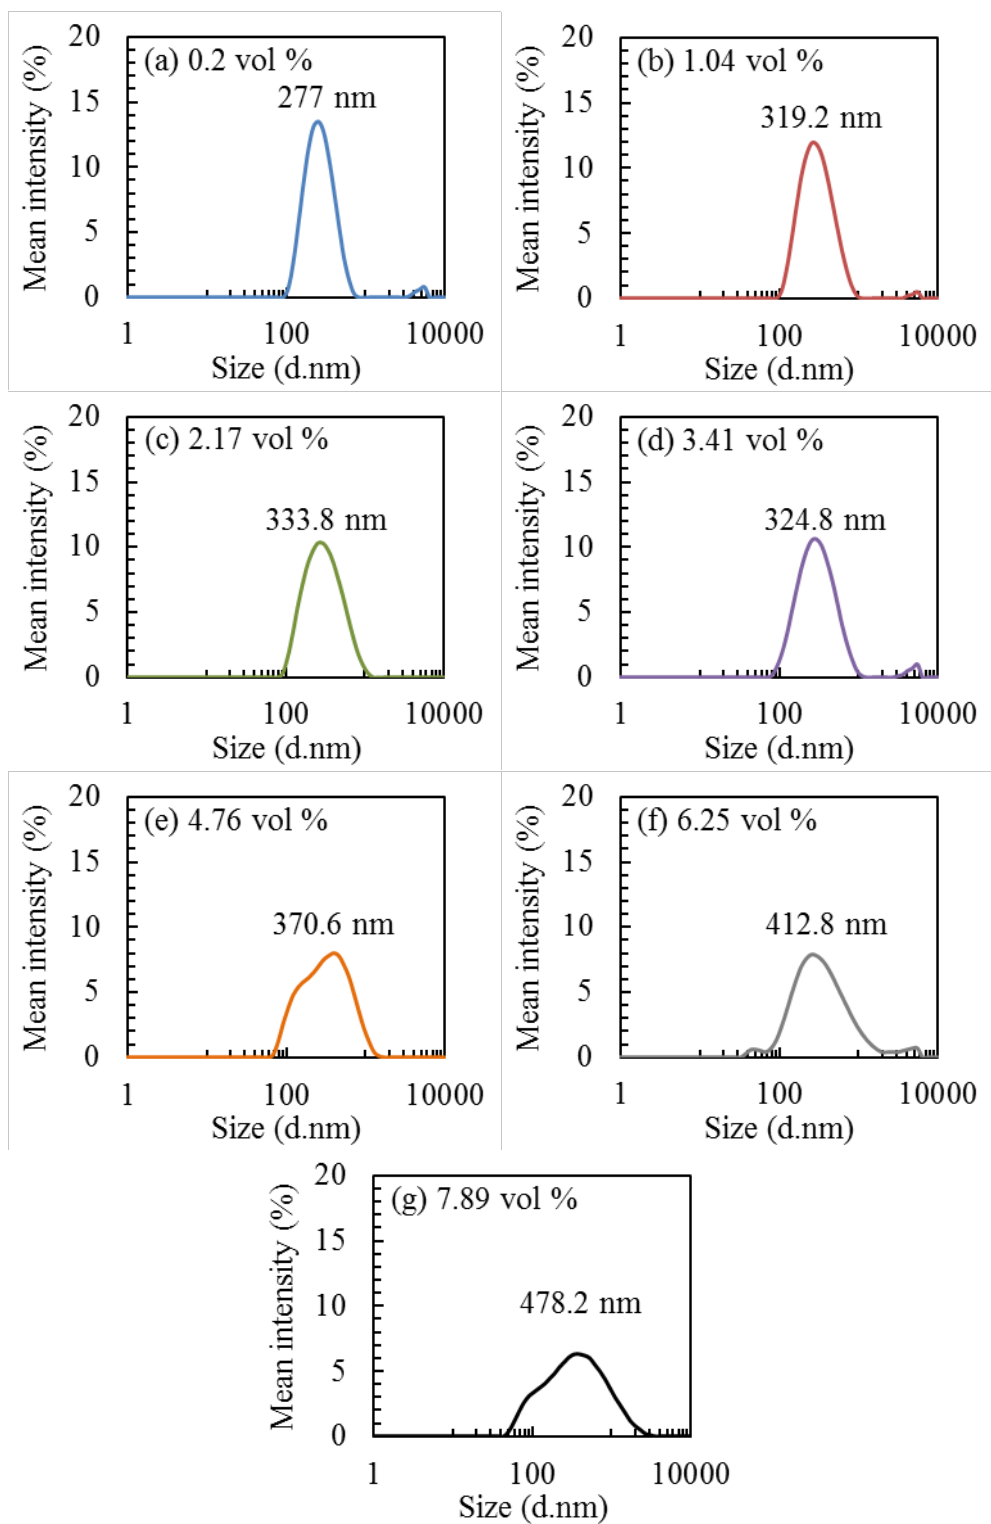 (a) 0.2 vol %
277 nm
Mean intensity (%)
20
15
10
5
0
1
100
10000
Size (d.nm)
(b) 1.04 vol %
319.2 nm
Mean intensity (%)
20
15
10
5
0
1
100
10000
Size (d.nm)
(c) 2.17 vol %
333.8 nm
Mean intensity (%)
20
15
10
5
0
1
100
10000
Size (d.nm)
(d) 3.41 vol %
324.8 nm
Mean intensity (%)
20
15
10
5
0
1
100
10000
Size (d.nm)
(e) 4.76 vol %
370.6 nm
Mean intensity (%)
20
15
10
5
0
1
100
10000
Size (d.nm)
(f) 6.25 vol %
412.8 nm
Mean intensity (%)
20
15
10
5
0
1
100
10000
Size (d.nm)
(g) 7.89 vol %
478.2 nm
Mean intensity (%)
20
15
10
5
0
1
100
10000
Size (d.nm)